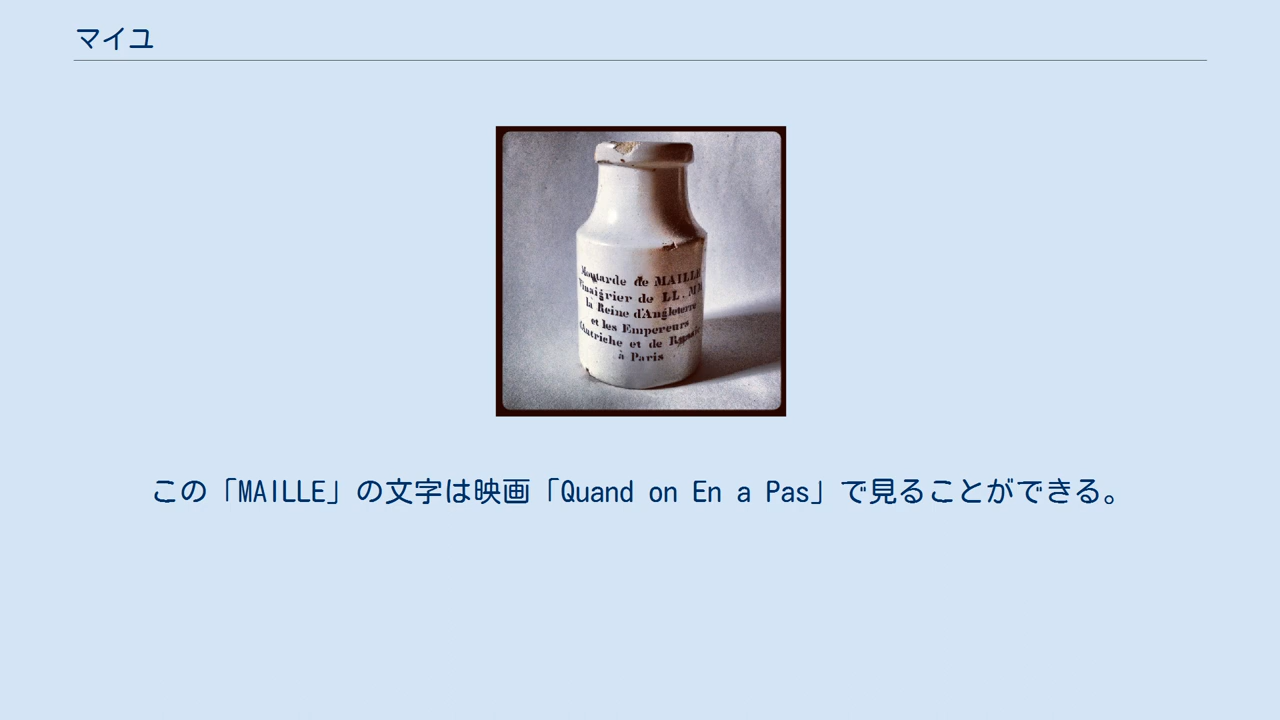 マイユ
Moutarde de MAILLE
Vinaigrier de LL. MM
la Reine d'Angleterre
et les Empereurs
d'Autriche et de Russie
à Paris
この「MAILLE」の文字は映画「Quand on En a Pas」で見ることができる。